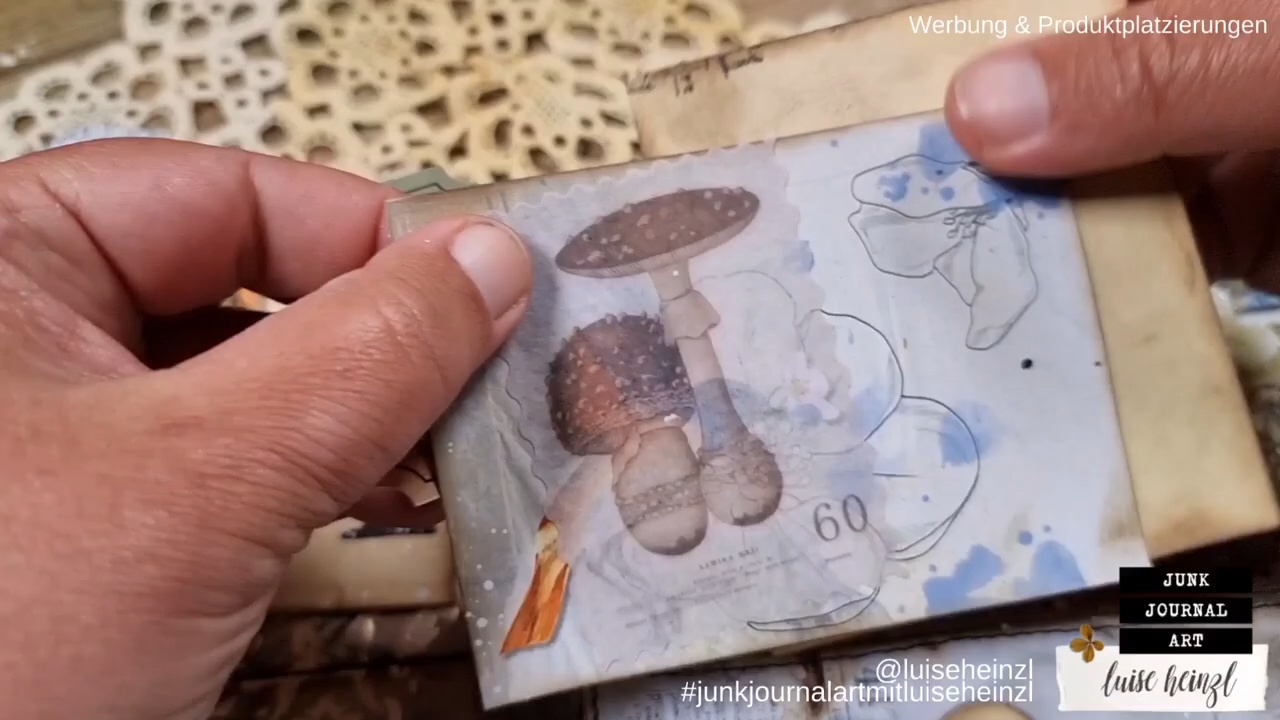 Werbung & Produktplatzierungen
60
JUNK
JOURNAL
ART
luise heinzl
@luiseheinzl
#junkjournalartmitluiseheinzl